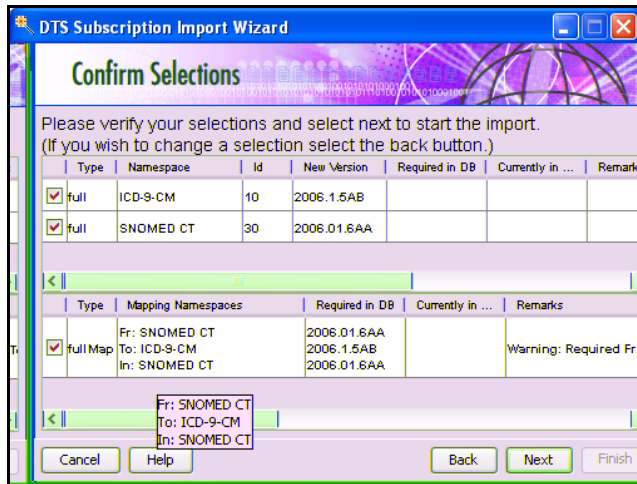 DTS Subscription Import Wizard
Confirm Selections
Please verify your selections and select next to start the import.
(If you wish to change a selection select the back button.)
Type Namespace Id New Version Required in DB Currently in ... Remark
full ICD-9-CM 10 2006.1.5AB
full SNOMED CT 30 2006.01.6AA
Type Mapping Namespaces Required in DB Currently in ... Remarks
Fr: SNOMED CT 2006.01.6AA
full Map To: ICD-9-CM 2006.1.5AB Warning: Required Fr
In: SNOMED CT 2006.01.6AA
Fr: SNOMED CT
To: ICD-9-CM
In: SNOMED CT
Cancel Help Back Next Finish